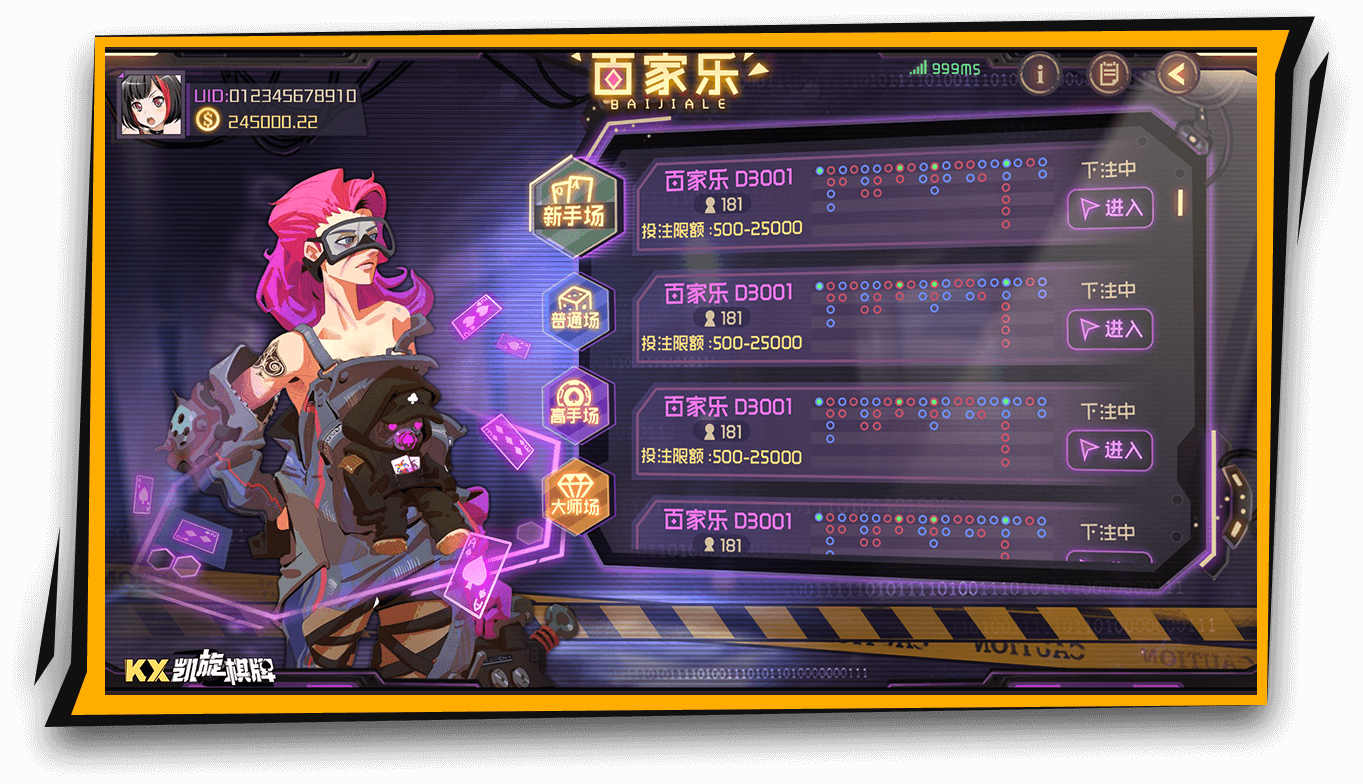 百家乐
BAIJIALE
UID:012345678910
245000.22
999ms
新手场
普通场
高手场
大师场
百家乐 D3001
181
投注限额:500-25000
下注中
进入
百家乐 D3001
181
投注限额:500-25000
下注中
进入
百家乐 D3001
181
投注限额:500-25000
下注中
进入
百家乐 D3001
181
下注中
KX凯旋棋牌
CAUTION
CAUTION